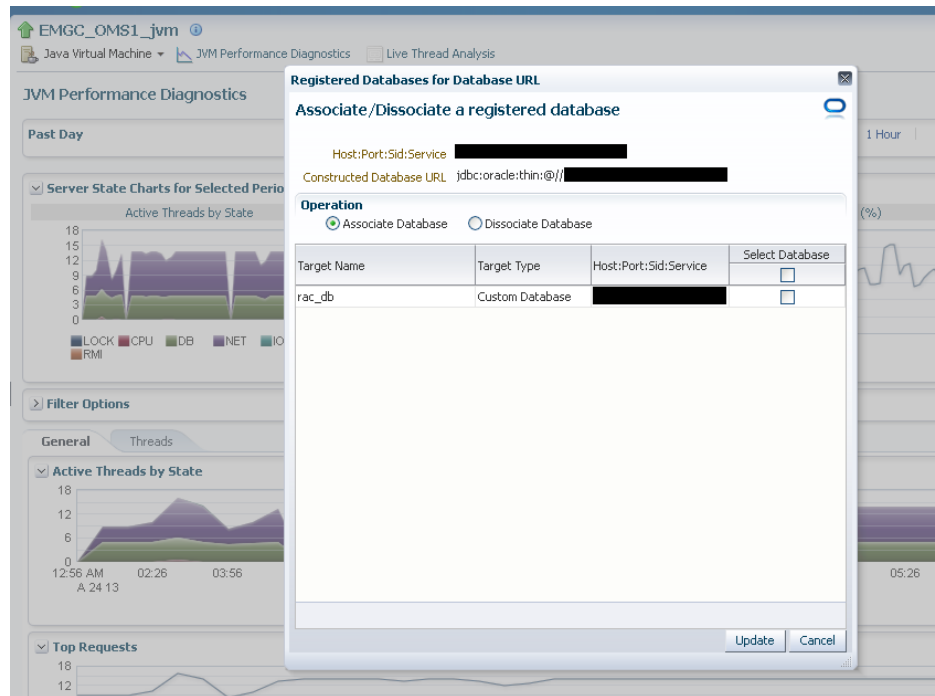 EMGC_OMS1_jvm
Java Virtual Machine JVM Performance Diagnostics Live Thread Analysis
JVM Performance Diagnostics
Past Day
1 Hour
Server State Charts for Selected Perio
Active Threads by State
(%)
18
15
12
9
6
3
0
LOCK CPU DB NET IO
RMI
Filter Options
General Threads
Active Threads by State
18
12
6
0
12:56 AM 02:26 03:56 05:26
A 24 13
Top Requests
18
12
Registered Databases for Database URL
Associate/Dissociate a registered database
Host:Port:Sid:Service
Constructed Database URL jdbc:oracle:thin:@//
Operation
Associate Database Dissociate Database
Target Name Target Type Host:Port:Sid:Service Select Database
rac_db Custom Database
Update Cancel